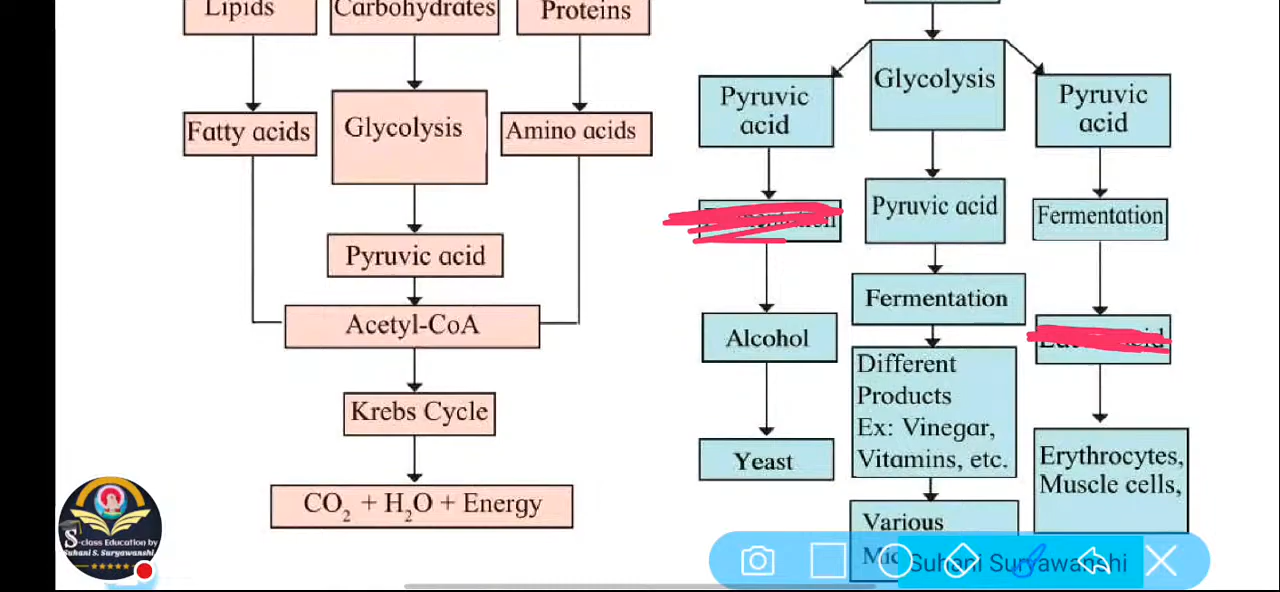 Lipids
Carbohydrates
Proteins
Fatty acids
Glycolysis
Amino acids
Pyruvic acid
Acetyl-CoA
Krebs Cycle
CO₂ + H₂O + Energy
Glycolysis
Pyruvic
acid
Alcohol
Yeast
Pyruvic acid
Fermentation
Different
Products
Ex: Vinegar,
Vitamins, etc.
Various
Pyruvic
acid
Fermentation
Erythrocytes,
Muscle cells,
S-class Education by
Suhani S. Suryawanshi
Suhani Suryawanshi